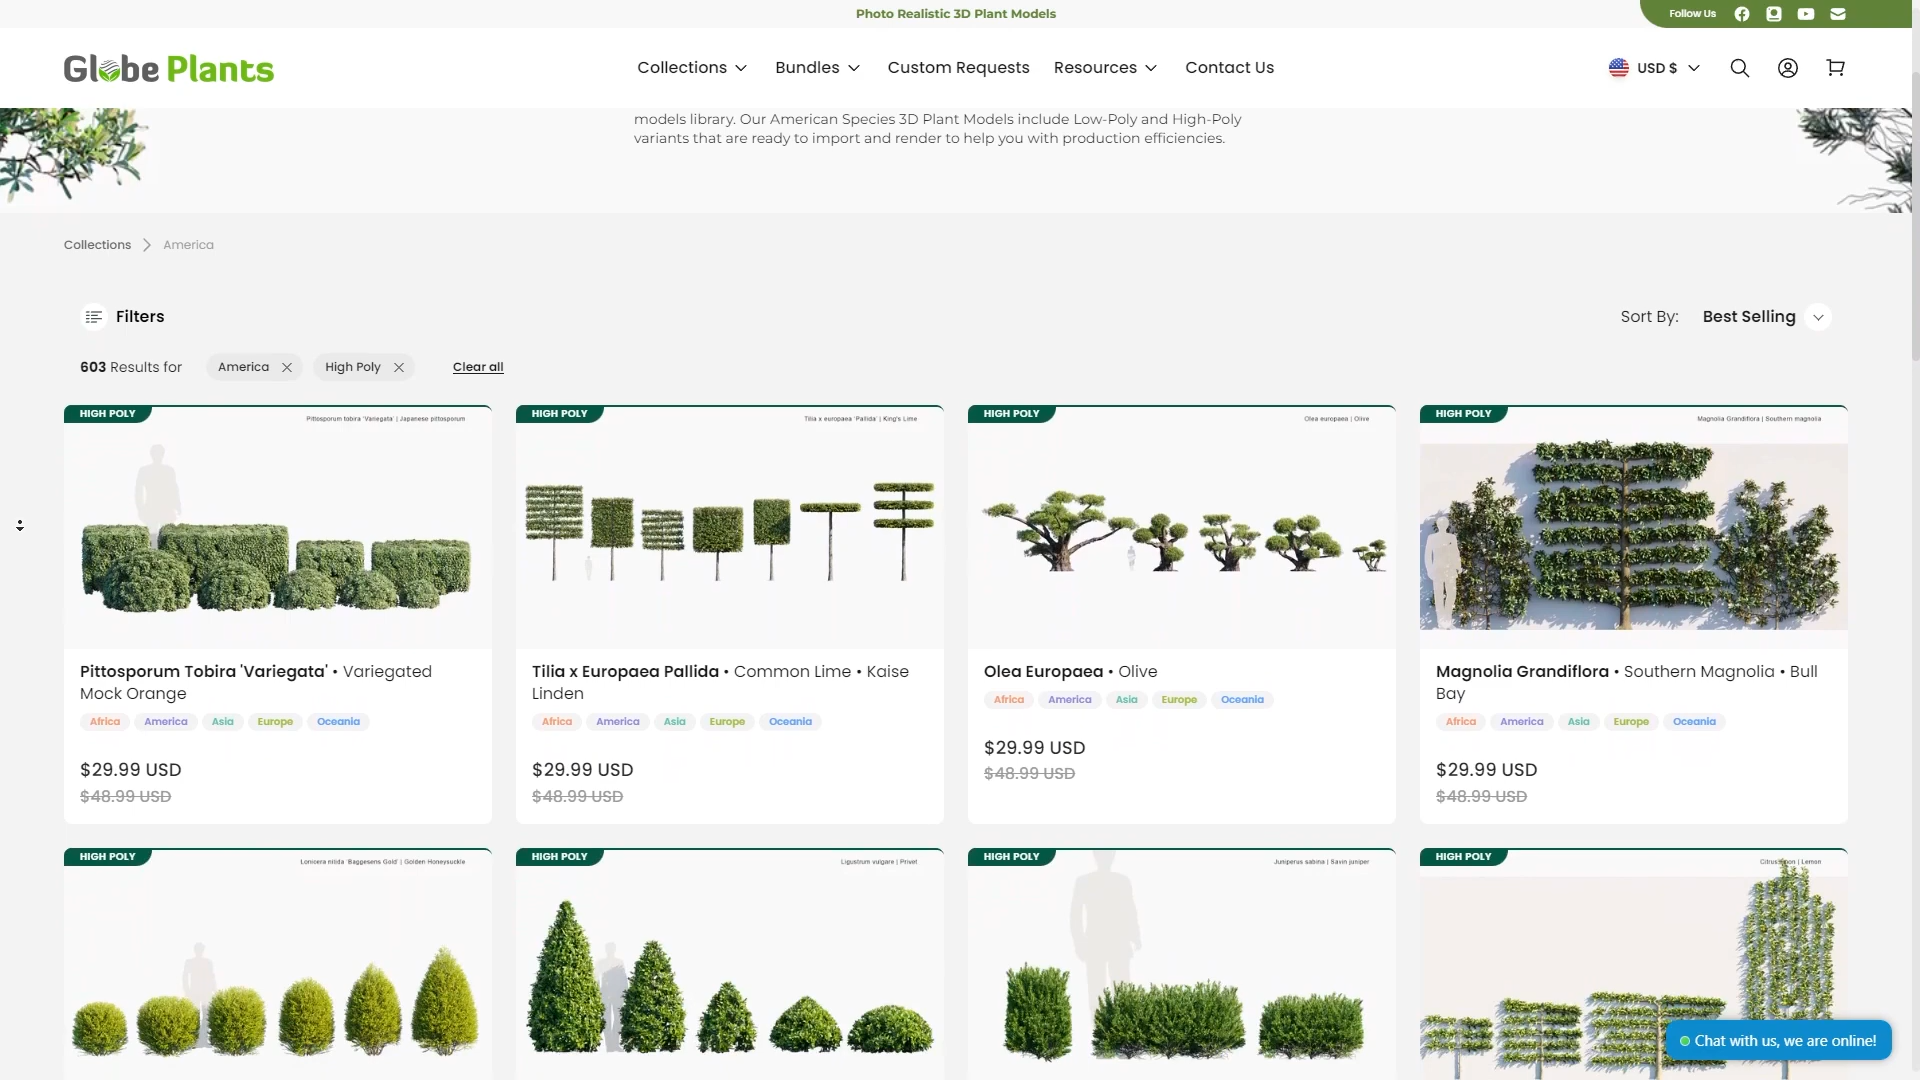 Photo Realistic 3D Plant Models
Follow Us
Globe Plants
Collections
Bundles
Custom Requests
Resources
Contact Us
USD $
models library. Our American Species 3D Plant Models include Low-Poly and High-Poly
variants that are ready to import and render to help you with production efficiencies.
Collections
America
Filters
Sort By: Best Selling
603 Results for
America
High Poly
Clear all
HIGH POLY
Pittosporum tobira 'Variegata' | Japanese pittosporum
Pittosporum Tobira 'Variegata' • Variegated
Mock Orange
Africa America Asia Europe Oceania
$29.99 USD
$48.99 USD
HIGH POLY
Tilia x europaea 'Pallida' | King's Lime
Tilia x Europaea Pallida • Common Lime • Kaise
Linden
Africa America Asia Europe Oceania
$29.99 USD
$48.99 USD
HIGH POLY
Olea europaea | Olive
Olea Europaea • Olive
Africa America Asia Europe Oceania
$29.99 USD
$48.99 USD
HIGH POLY
Magnolia Grandiflora | Southern magnolia
Magnolia Grandiflora • Southern Magnolia • Bull
Bay
Africa America Asia Europe Oceania
$29.99 USD
$48.99 USD
HIGH POLY
Lonicera nitida 'Baggesens Gold' | Golden Honeysuckle
HIGH POLY
Ligustrum vulgare | Privet
HIGH POLY
Juniperus sabina | Savin juniper
HIGH POLY
| Lemon
Chat with us, we are online!